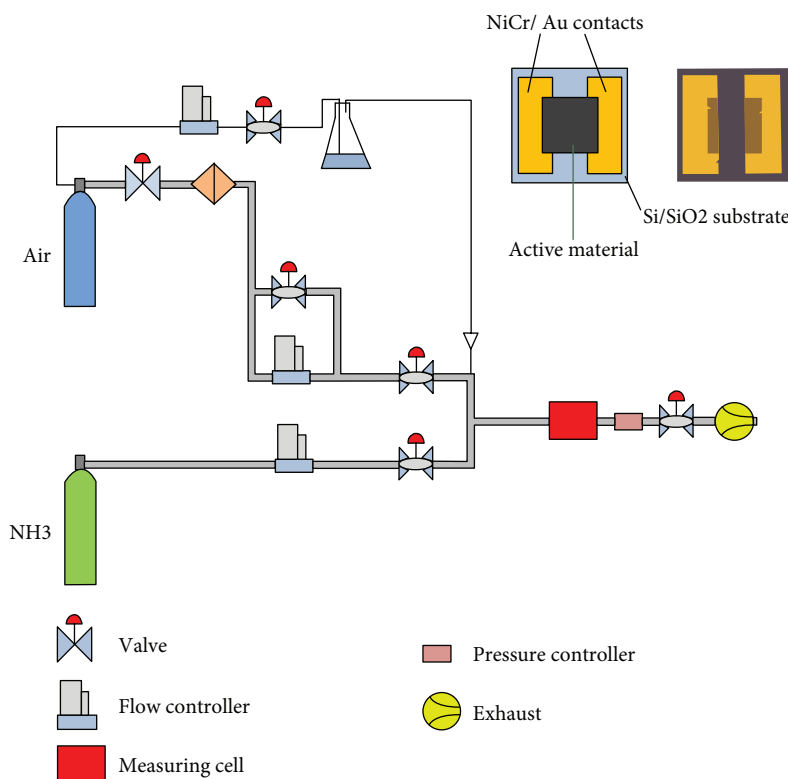 NiCr/ Au contacts
Si/SiO2 substrate
Active material
Air
NH3
Valve
Flow controller
Measuring cell
Pressure controller
Exhaust